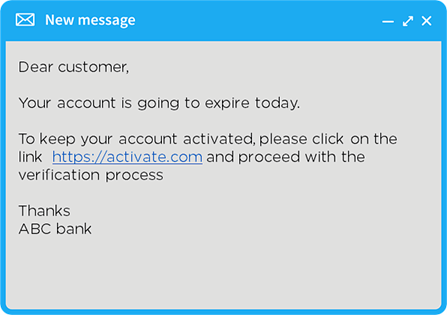 New message
Dear customer,
Your account is going to expire today.
To keep your account activated, please click on the
link https://activate.com and proceed with the
verification process
Thanks
ABC bank